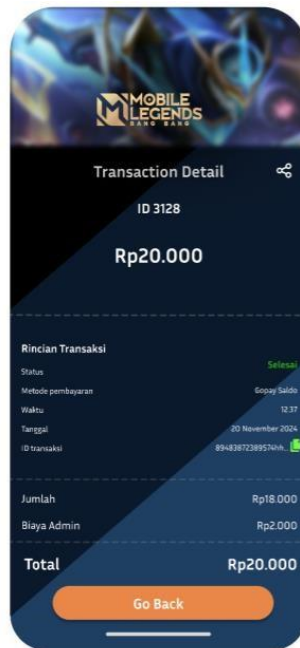 MOBILE
LEGENDS
BANG BANG
Transaction Detail
ID 3128
Rp20.000
Rincian Transaksi
Status Selesai
Metode pembayaran Gopay Saldo
Waktu 12.37
Tanggal 20 November 2024
ID transaksi
Jumlah Rp18.000
Biaya Admin Rp2.000
Total Rp20.000
Go Back